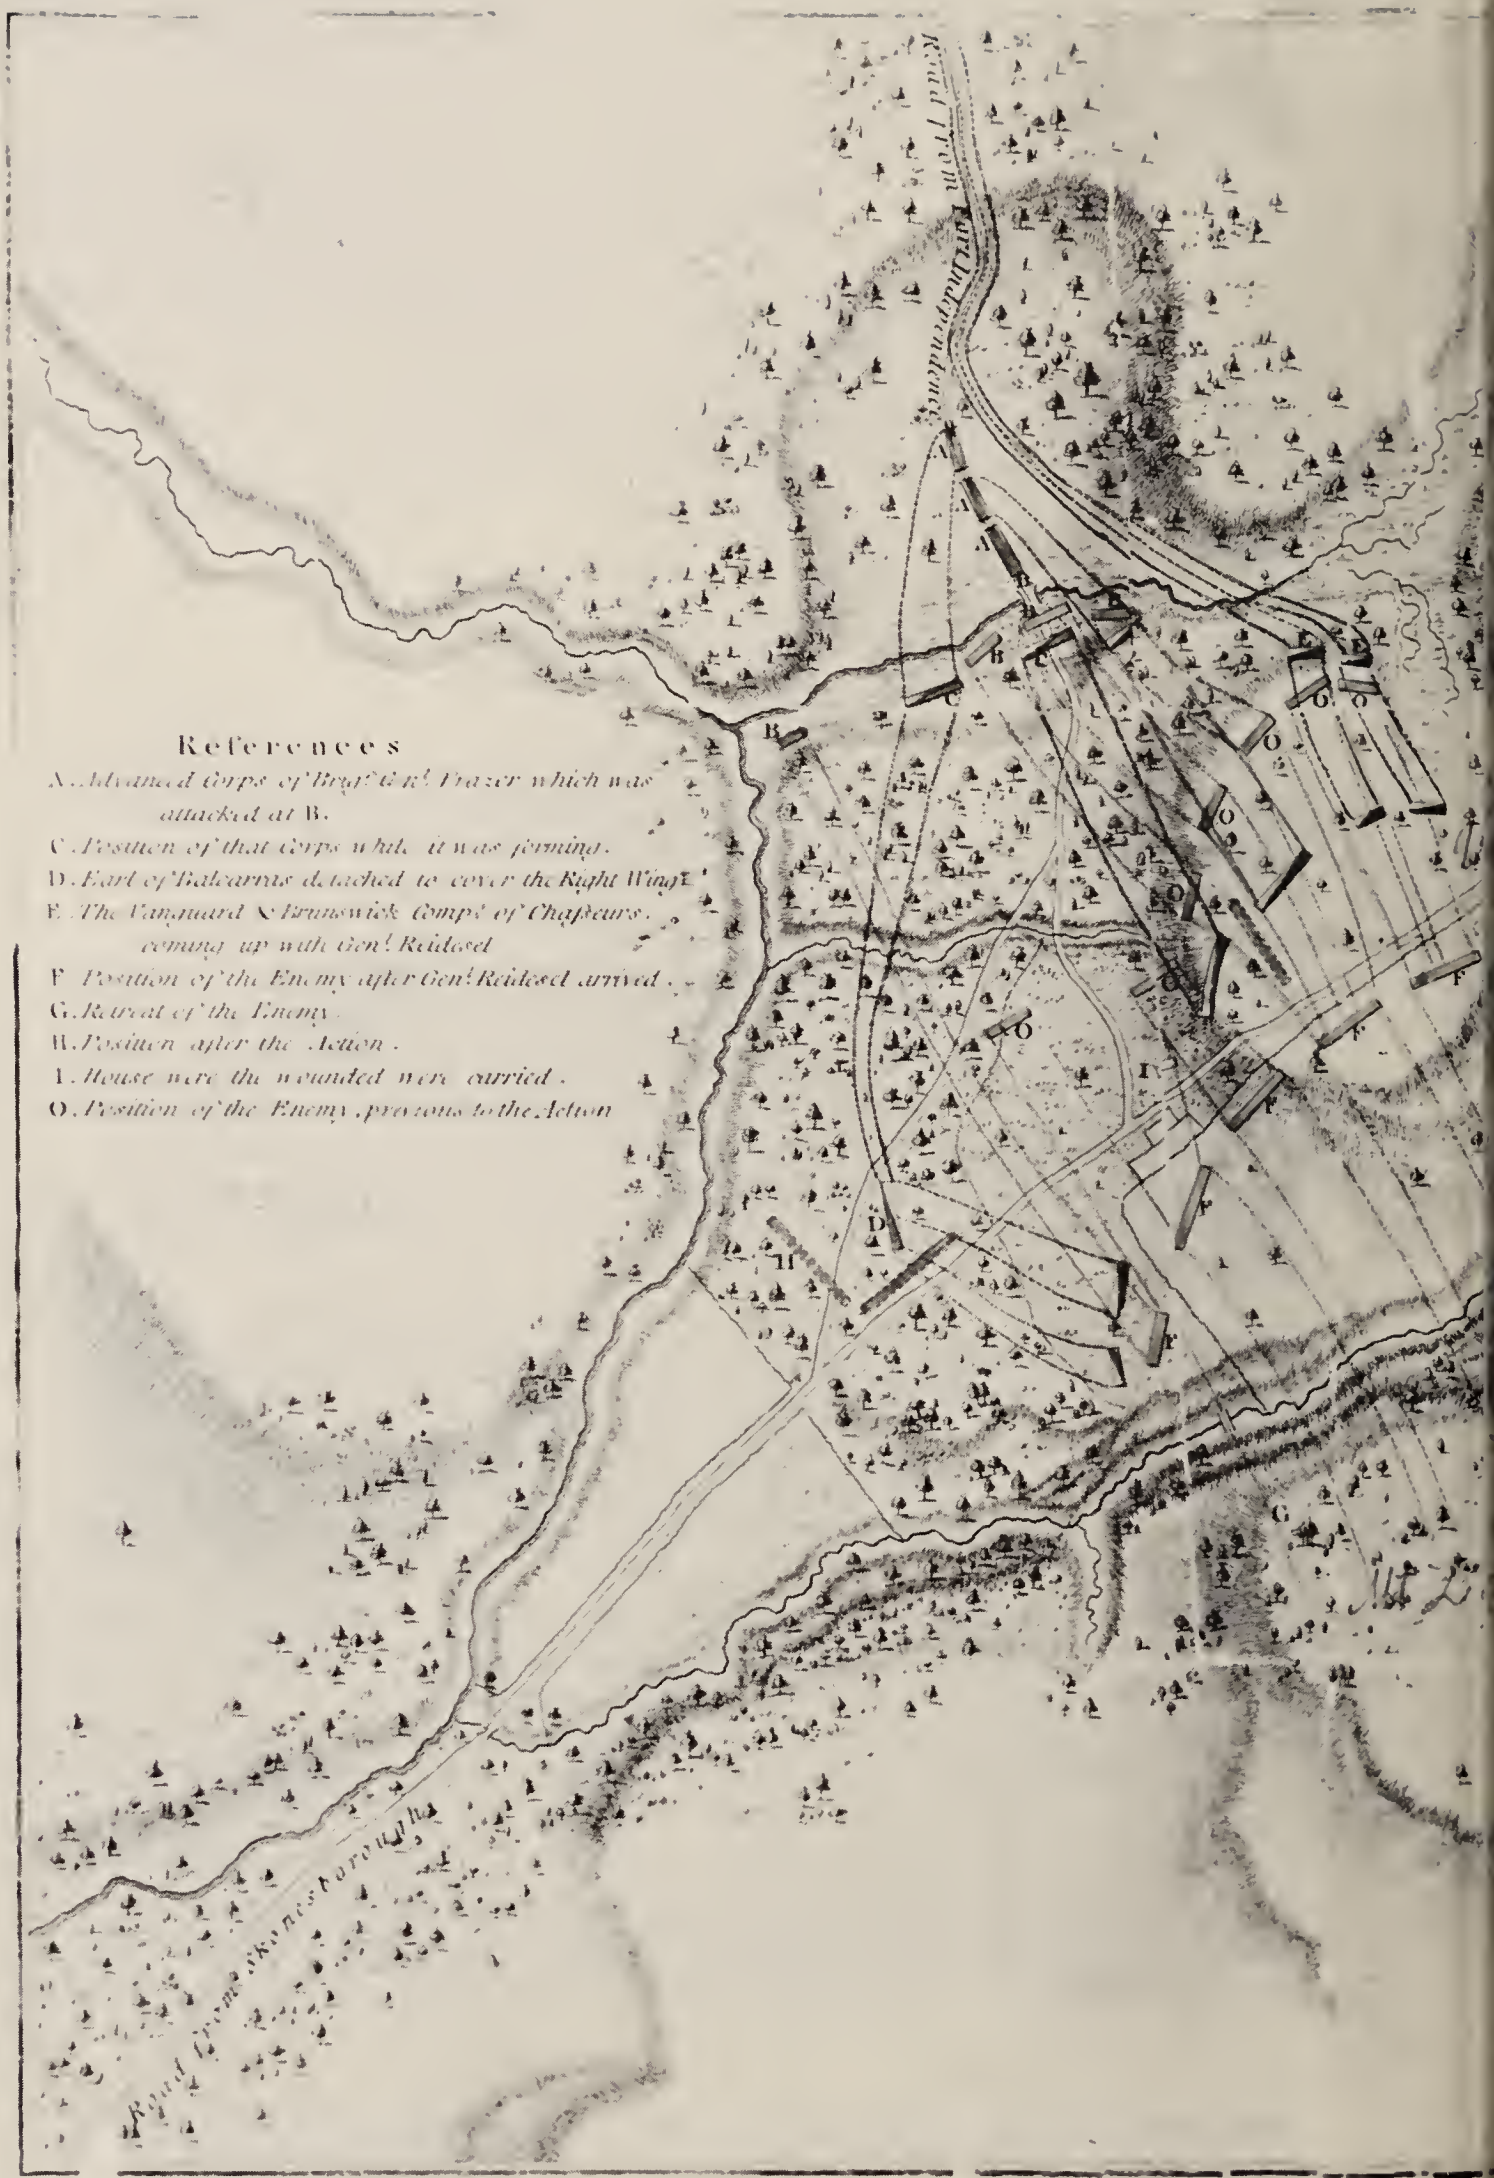 Road from Fort Independence
References
A. Advanced Corps of Brigr. Genl. Frazer which was
attacked at B.
C. Position of that Corps while it was forming.
D. Earl of Balcarras detached to cover the Right Wing.
E. The Vanguard & Brunswick Compy. of Chaſseurs.
coming up with Genl. Reidesel
F. Position of the Enemy after Genl. Reidesel arrived.
G. Retreat of the Enemy.
H. Position after the Action.
I. House were the wounded were carried.
O. Position of the Enemy, previous to the Action
A
A
B
B
C
C
B
O
O
O
O
O
O
O
F
F
I
F
F
D
H
F
G
Road from Skonesborough